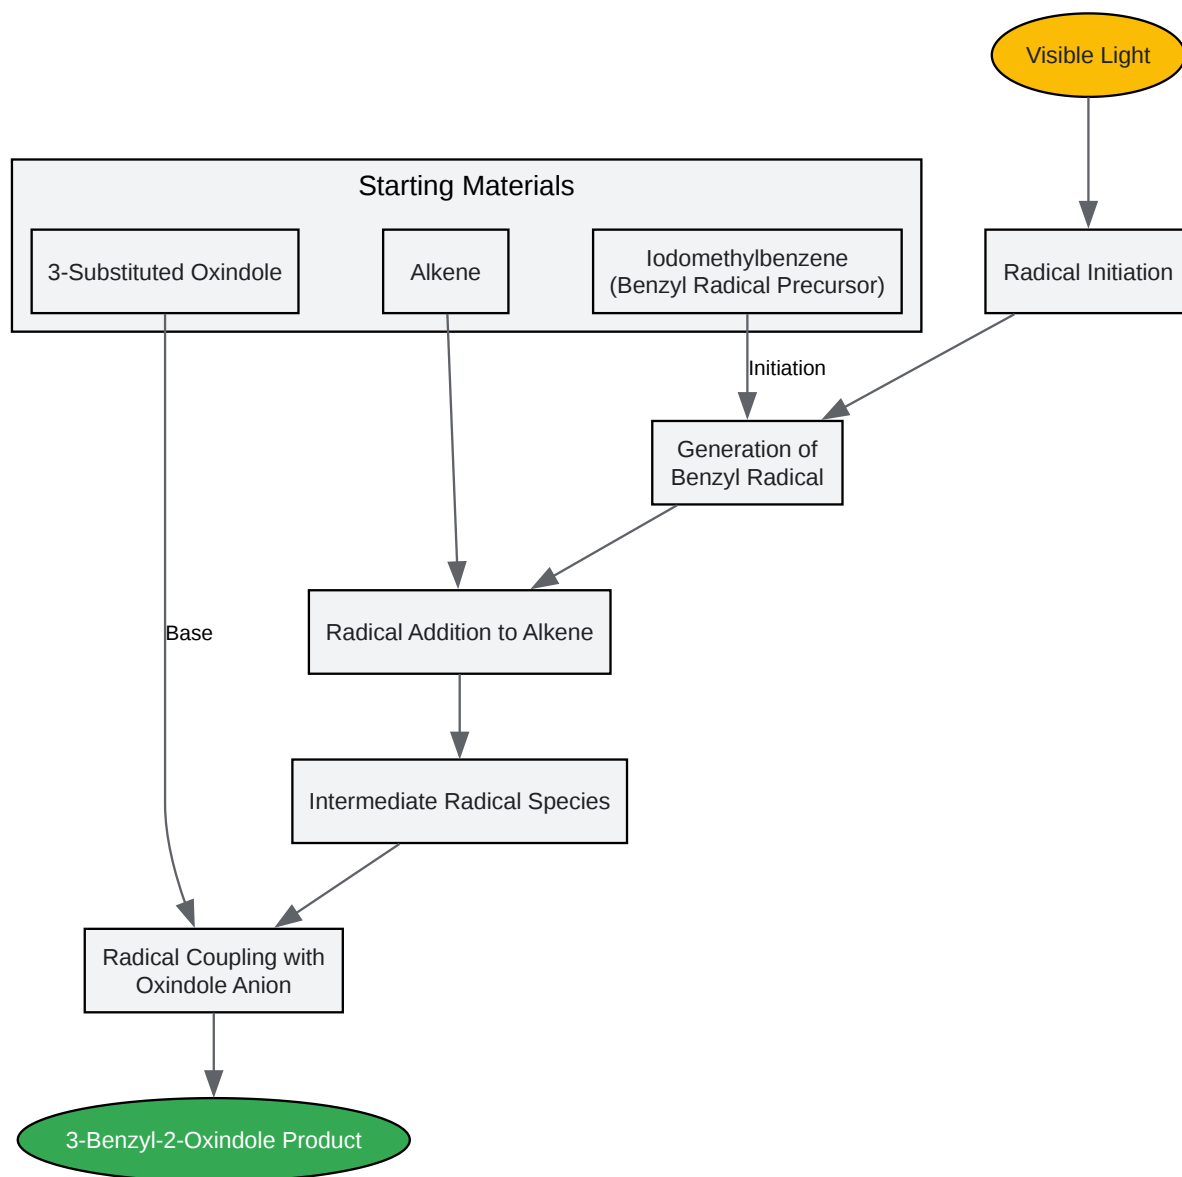 Visible Light
Starting Materials
3-Substituted Oxindole
Alkene
Iodomethylbenzene
(Benzyl Radical Precursor)
Radical Initiation
Initiation
Generation of
Benzyl Radical
Radical Addition to Alkene
Base
Intermediate Radical Species
Radical Coupling with
Oxindole Anion
3-Benzyl-2-Oxindole Product